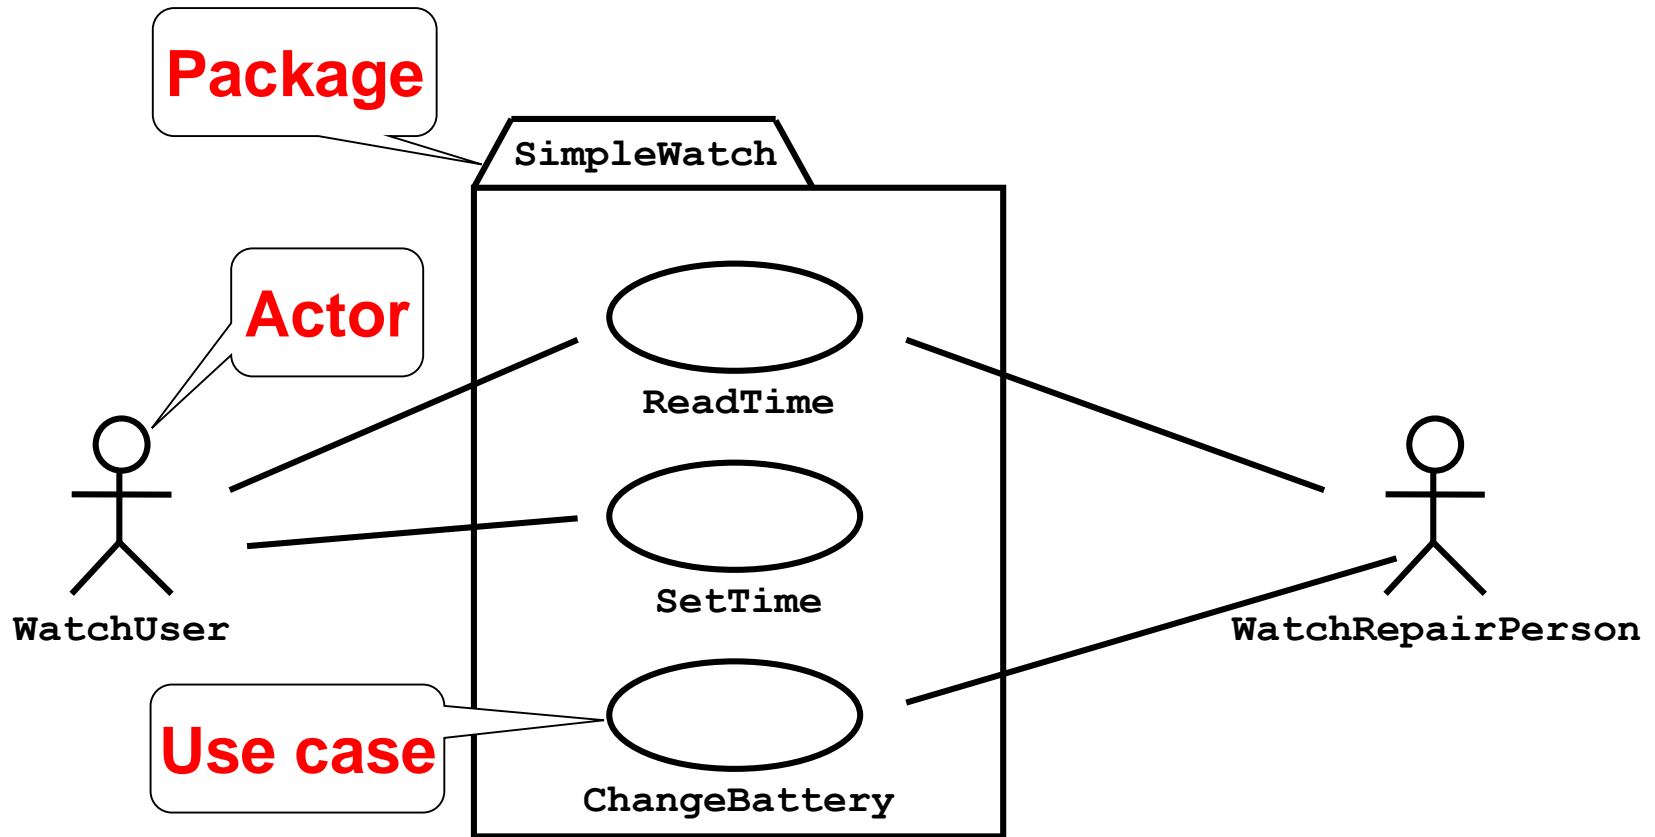 Package
SimpleWatch
Actor
ReadTime
SetTime
WatchUser
WatchRepairPerson
Use case
ChangeBattery